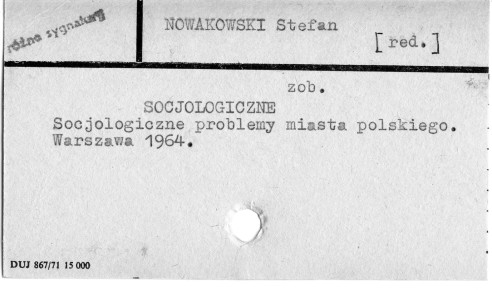 różne sygnatury
NOWAKOWSKI Stefan
[red.]
zob.
SOCJOLOGICZNE
Socjologiczne problemy miasta polskiego.
Warszawa 1964.
DUJ 867/71 15 000